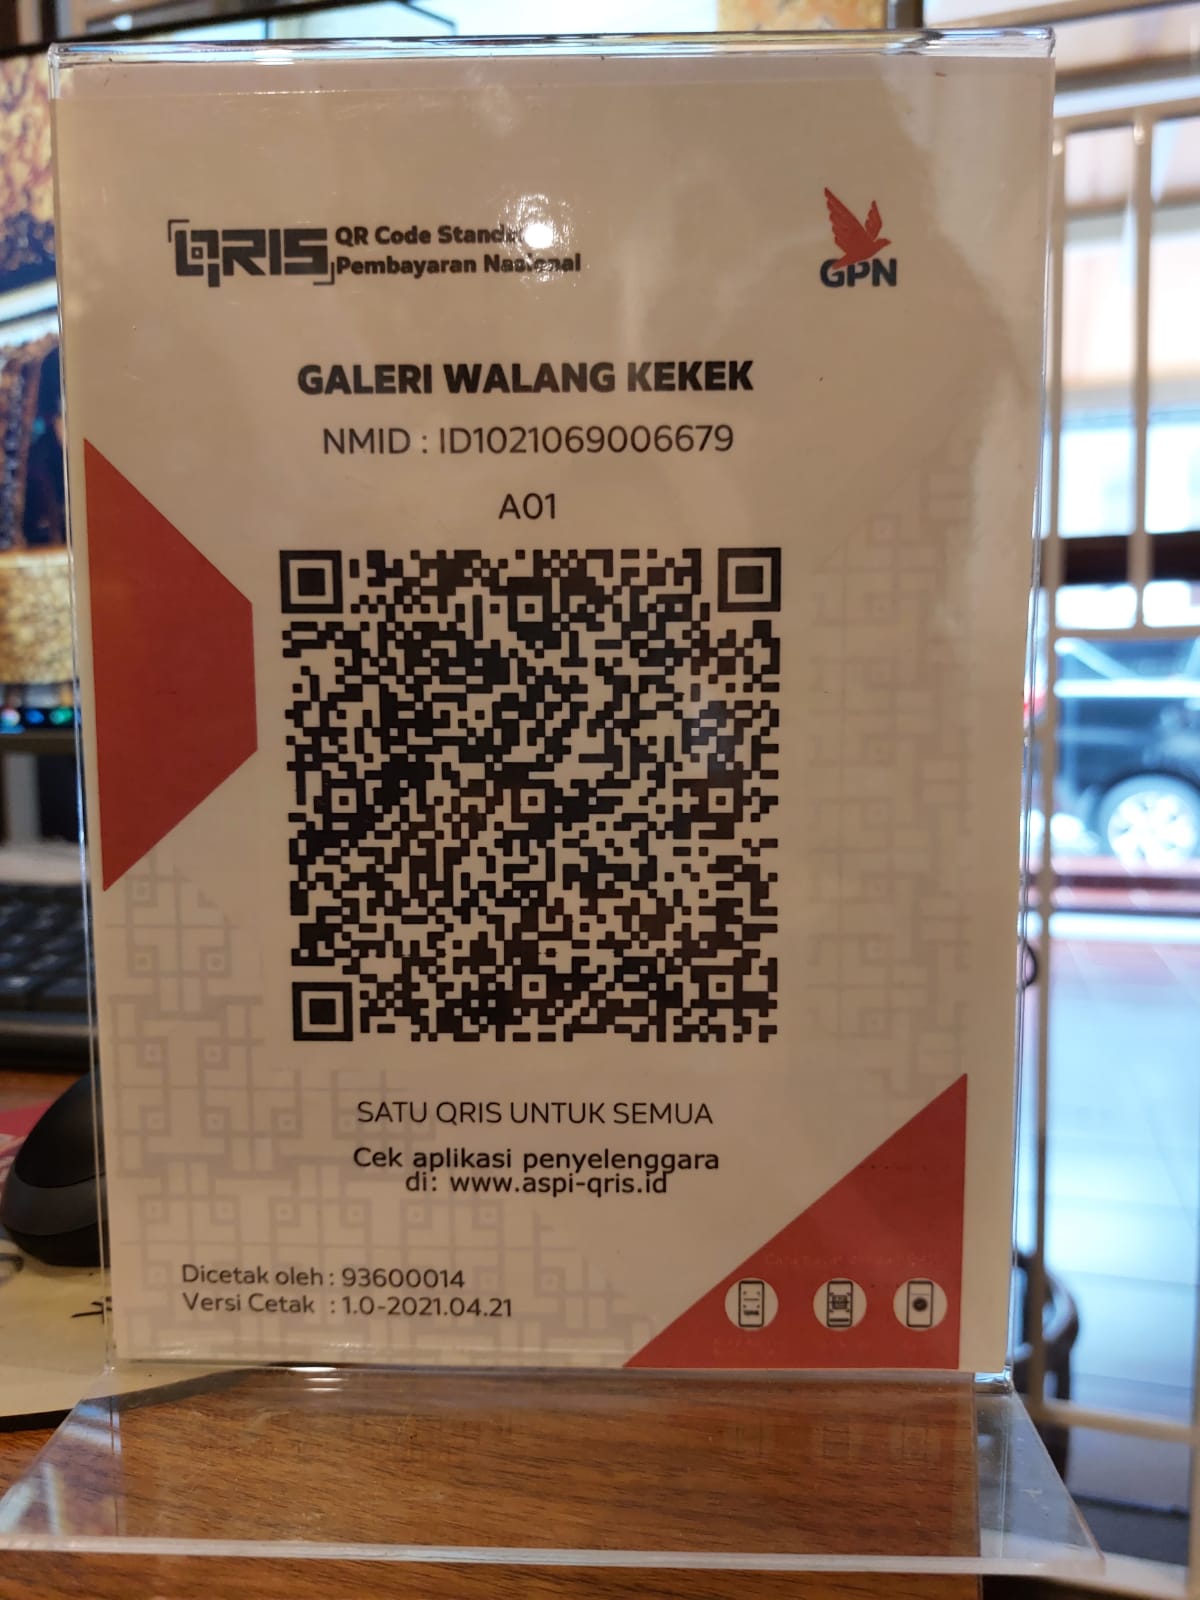 QRIS QR Code Standar
Pembayaran Nasional
GPN
GALERI WALANG KEKEK
NMID : ID1021069006679
A01
SATU QRIS UNTUK SEMUA
Cek aplikasi penyelenggara
di: www.aspi-qris.id
Dicetak oleh : 93600014
Versi Cetak : 1.0-2021.04.21